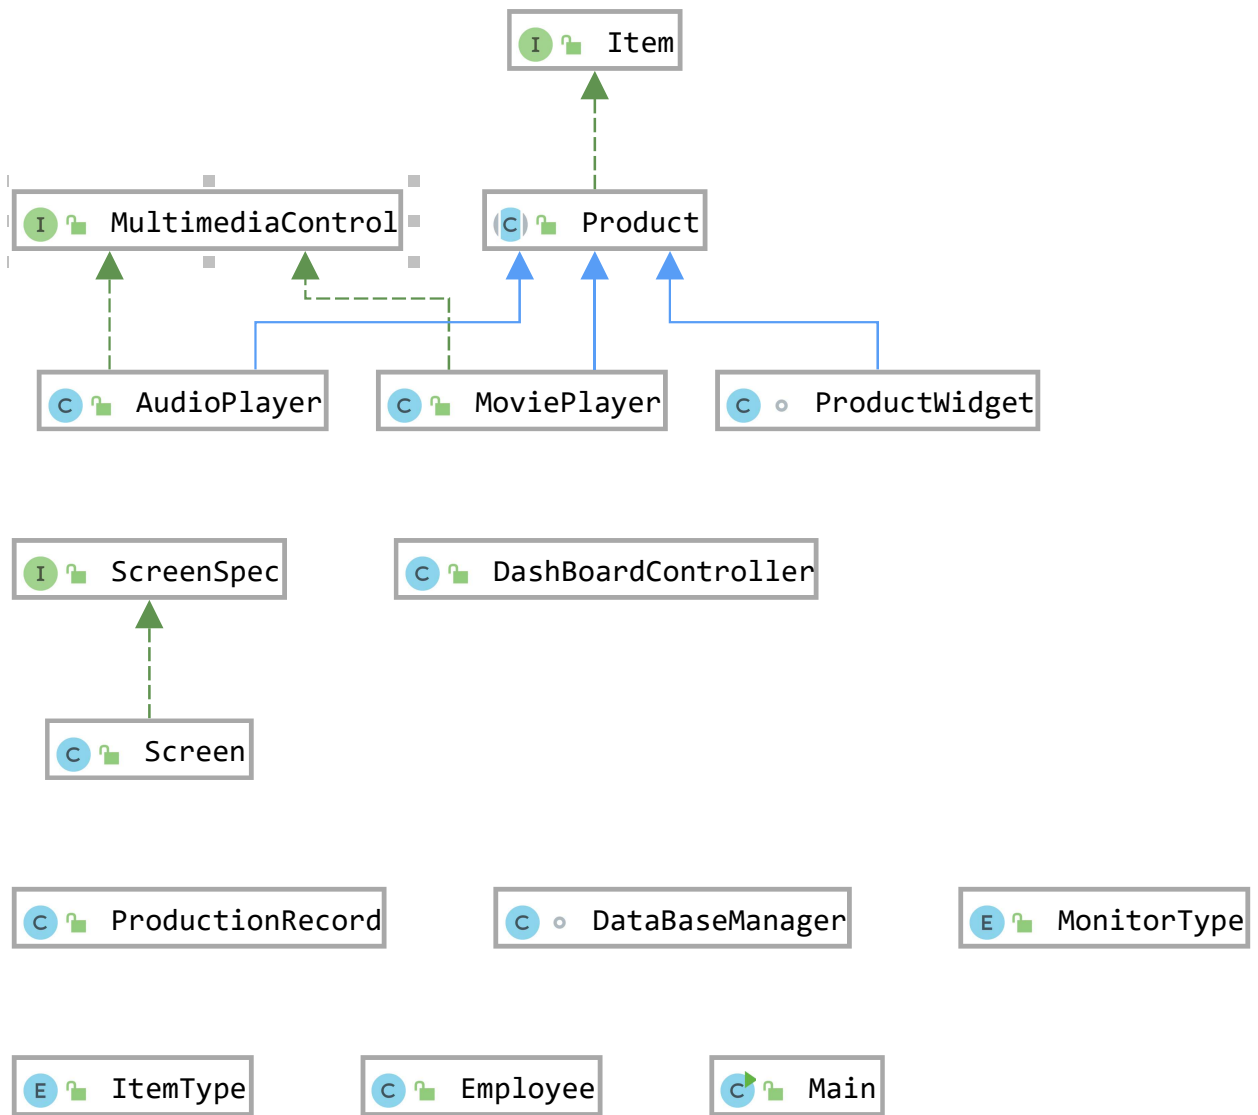 I Item
I MultimediaControl
C Product
C AudioPlayer
C MoviePlayer
C ProductWidget
I ScreenSpec
C DashBoardController
C Screen
C ProductionRecord
C DataBaseManager
E MonitorType
E ItemType
C Employee
C Main